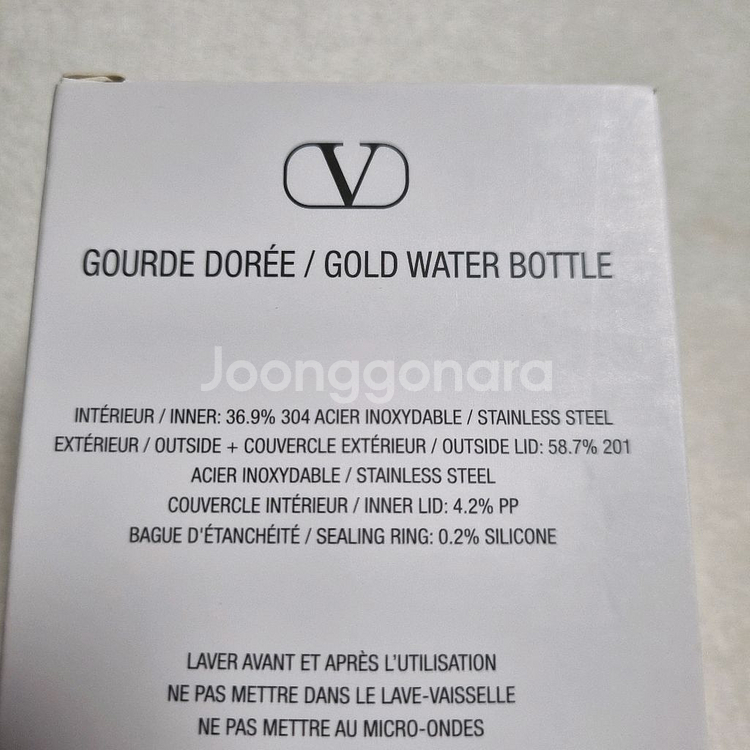 V
GOURDE DORÉE / GOLD WATER BOTTLE
Joonggonara
INTÉRIEUR / INNER: 36.9% 304 ACIER INOXYDABLE / STAINLESS STEEL
EXTÉRIEUR / OUTSIDE + COUVERCLE EXTÉRIEUR / OUTSIDE LID: 58.7% 201
ACIER INOXYDABLE / STAINLESS STEEL
COUVERCLE INTÉRIEUR / INNER LID: 4.2% PP
BAGUE D'ÉTANCHÉITÉ / SEALING RING: 0.2% SILICONE
LAVER AVANT ET APRÈS L'UTILISATION
NE PAS METTRE DANS LE LAVE-VAISSELLE
NE PAS METTRE AU MICRO-ONDES